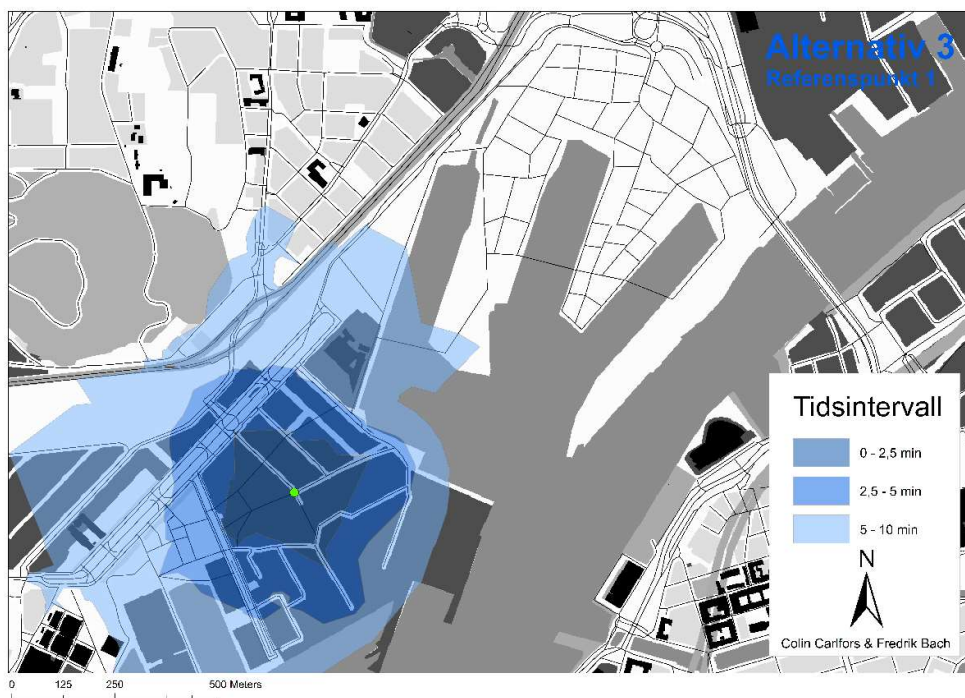 Alternativ 3
Referenspunkt 1
Tidsintervall
0 - 2,5 min
2,5 - 5 min
5 - 10 min
N
Colin Carlfors & Fredrik Bach
0 125 250 500 Meters